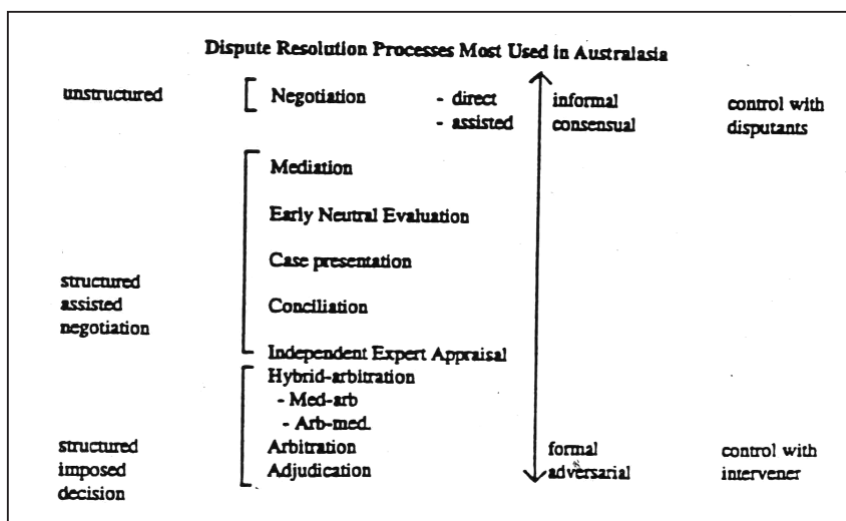 Dispute Resolution Processes Most Used in Australasia
unstructured
Negotiation
- direct
- assisted
informal
consensual
control with
disputants
Mediation
Early Neutral Evaluation
Case presentation
Conciliation
Independent Expert Appraisal
structured
assisted
negotiation
Hybrid-arbitration
- Med-arb
- Arb-med.
Arbitration
Adjudication
structured
imposed
decision
formal
adversarial
control with
intervener